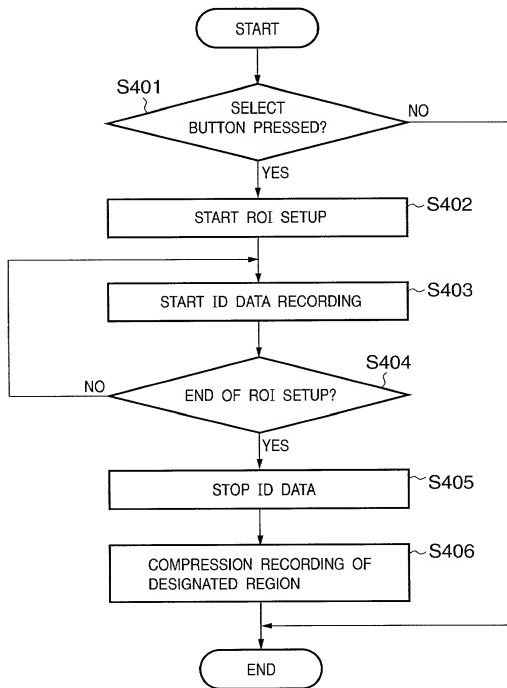 START
S401
SELECT
BUTTON PRESSED?
NO
YES
START ROI SETUP
S402
START ID DATA RECORDING
S403
S404
END OF ROI SETUP?
NO
YES
STOP ID DATA
S405
COMPRESSION RECORDING OF
DESIGNATED REGION
S406
END